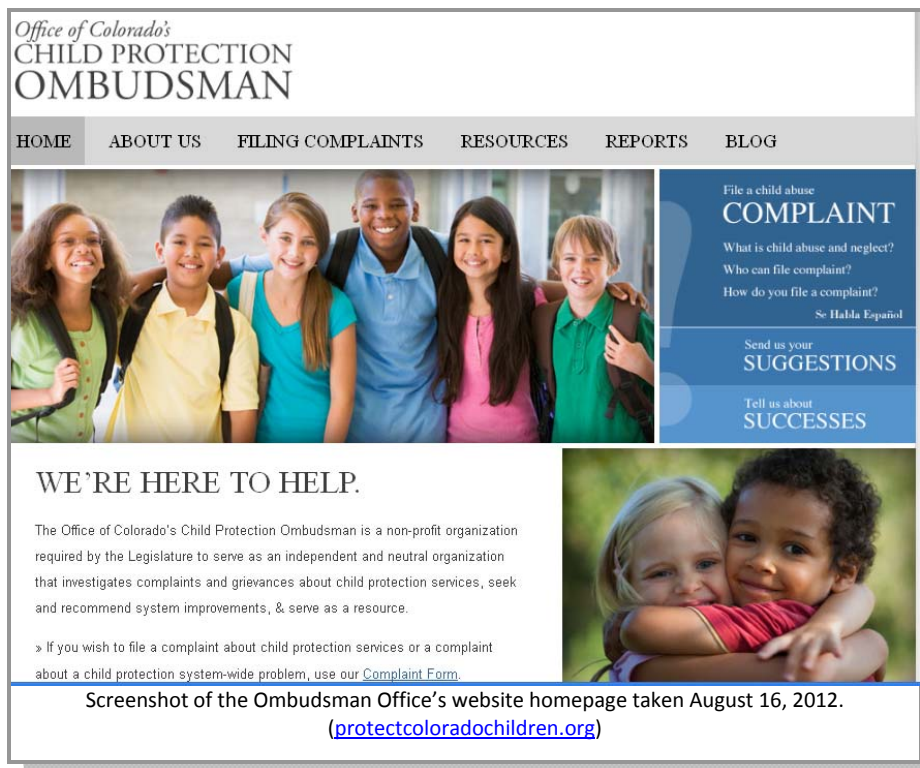 Office of Colorado's
CHILD PROTECTION
OMBUDSMAN
HOME ABOUT US FILING COMPLAINTS RESOURCES REPORTS BLOG
File a child abuse
COMPLAINT
What is child abuse and neglect?
Who can file complaint?
How do you file a complaint?
Se Habla Español
Send us your
SUGGESTIONS
Tell us about
SUCCESSES
!
WE'RE HERE TO HELP.
The Office of Colorado's Child Protection Ombudsman is a non-profit organization
required by the Legislature to serve as an independent and neutral organization
that investigates complaints and grievances about child protection services, seek
and recommend system improvements, & serve as a resource.
» If you wish to file a complaint about child protection services or a complaint
about a child protection system-wide problem, use our Complaint Form.
Screenshot of the Ombudsman Office's website homepage taken August 16, 2012.
(protectcoloradochildren.org)